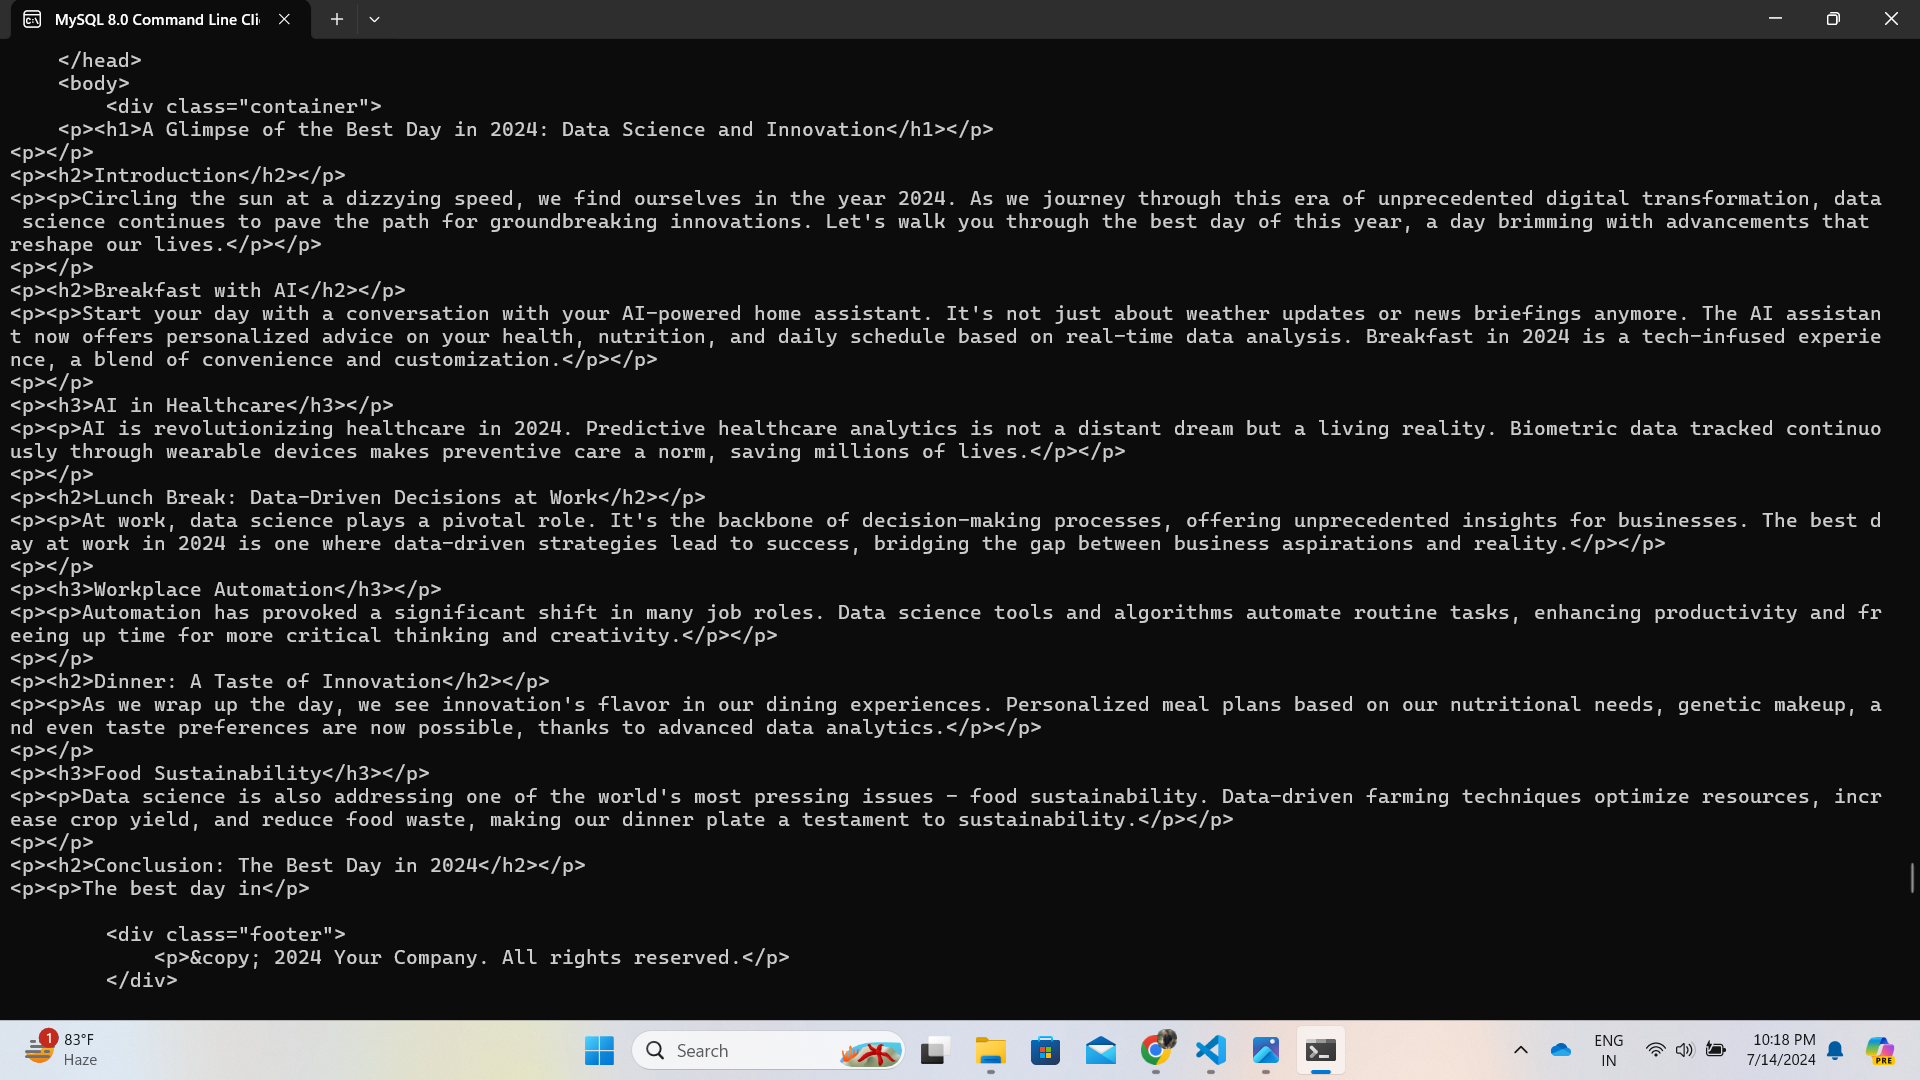 MySQL 8.0 Command Line Cli
</head>
<body>
<div class="container">
<p><h1>A Glimpse of the Best Day in 2024: Data Science and Innovation</h1></p>
<p></p>
<p><h2>Introduction</h2></p>
<p><p>Circling the sun at a dizzying speed, we find ourselves in the year 2024. As we journey through this era of unprecedented digital transformation, data
science continues to pave the path for groundbreaking innovations. Let's walk you through the best day of this year, a day brimming with advancements that
reshape our lives.</p></p>
<p></p>
<p><h2>Breakfast with AI</h2></p>
<p><p>Start your day with a conversation with your AI-powered home assistant. It's not just about weather updates or news briefings anymore. The AI assistan
t now offers personalized advice on your health, nutrition, and daily schedule based on real-time data analysis. Breakfast in 2024 is a tech-infused experie
nce, a blend of convenience and customization.</p></p>
<p></p>
<p><h3>AI in Healthcare</h3></p>
<p><p>AI is revolutionizing healthcare in 2024. Predictive healthcare analytics is not a distant dream but a living reality. Biometric data tracked continuo
usly through wearable devices makes preventive care a norm, saving millions of lives.</p></p>
<p></p>
<p><h2>Lunch Break: Data-Driven Decisions at Work</h2></p>
<p><p>At work, data science plays a pivotal role. It's the backbone of decision-making processes, offering unprecedented insights for businesses. The best d
ay at work in 2024 is one where data-driven strategies lead to success, bridging the gap between business aspirations and reality.</p></p>
<p></p>
<p><h3>Workplace Automation</h3></p>
<p><p>Automation has provoked a significant shift in many job roles. Data science tools and algorithms automate routine tasks, enhancing productivity and fr
eeing up time for more critical thinking and creativity.</p></p>
<p></p>
<p><h2>Dinner: A Taste of Innovation</h2></p>
<p><p>As we wrap up the day, we see innovation's flavor in our dining experiences. Personalized meal plans based on our nutritional needs, genetic makeup, a
nd even taste preferences are now possible, thanks to advanced data analytics.</p></p>
<p></p>
<p><h3>Food Sustainability</h3></p>
<p><p>Data science is also addressing one of the world's most pressing issues - food sustainability. Data-driven farming techniques optimize resources, incr
ease crop yield, and reduce food waste, making our dinner plate a testament to sustainability.</p></p>
<p></p>
<p><h2>Conclusion: The Best Day in 2024</h2></p>
<p><p>The best day in</p>
<div class="footer">
<p>&copy; 2024 Your Company. All rights reserved.</p>
</div>
1
83°F
Haze
Search
ENG
IN
10:18 PM
7/14/2024
PRE